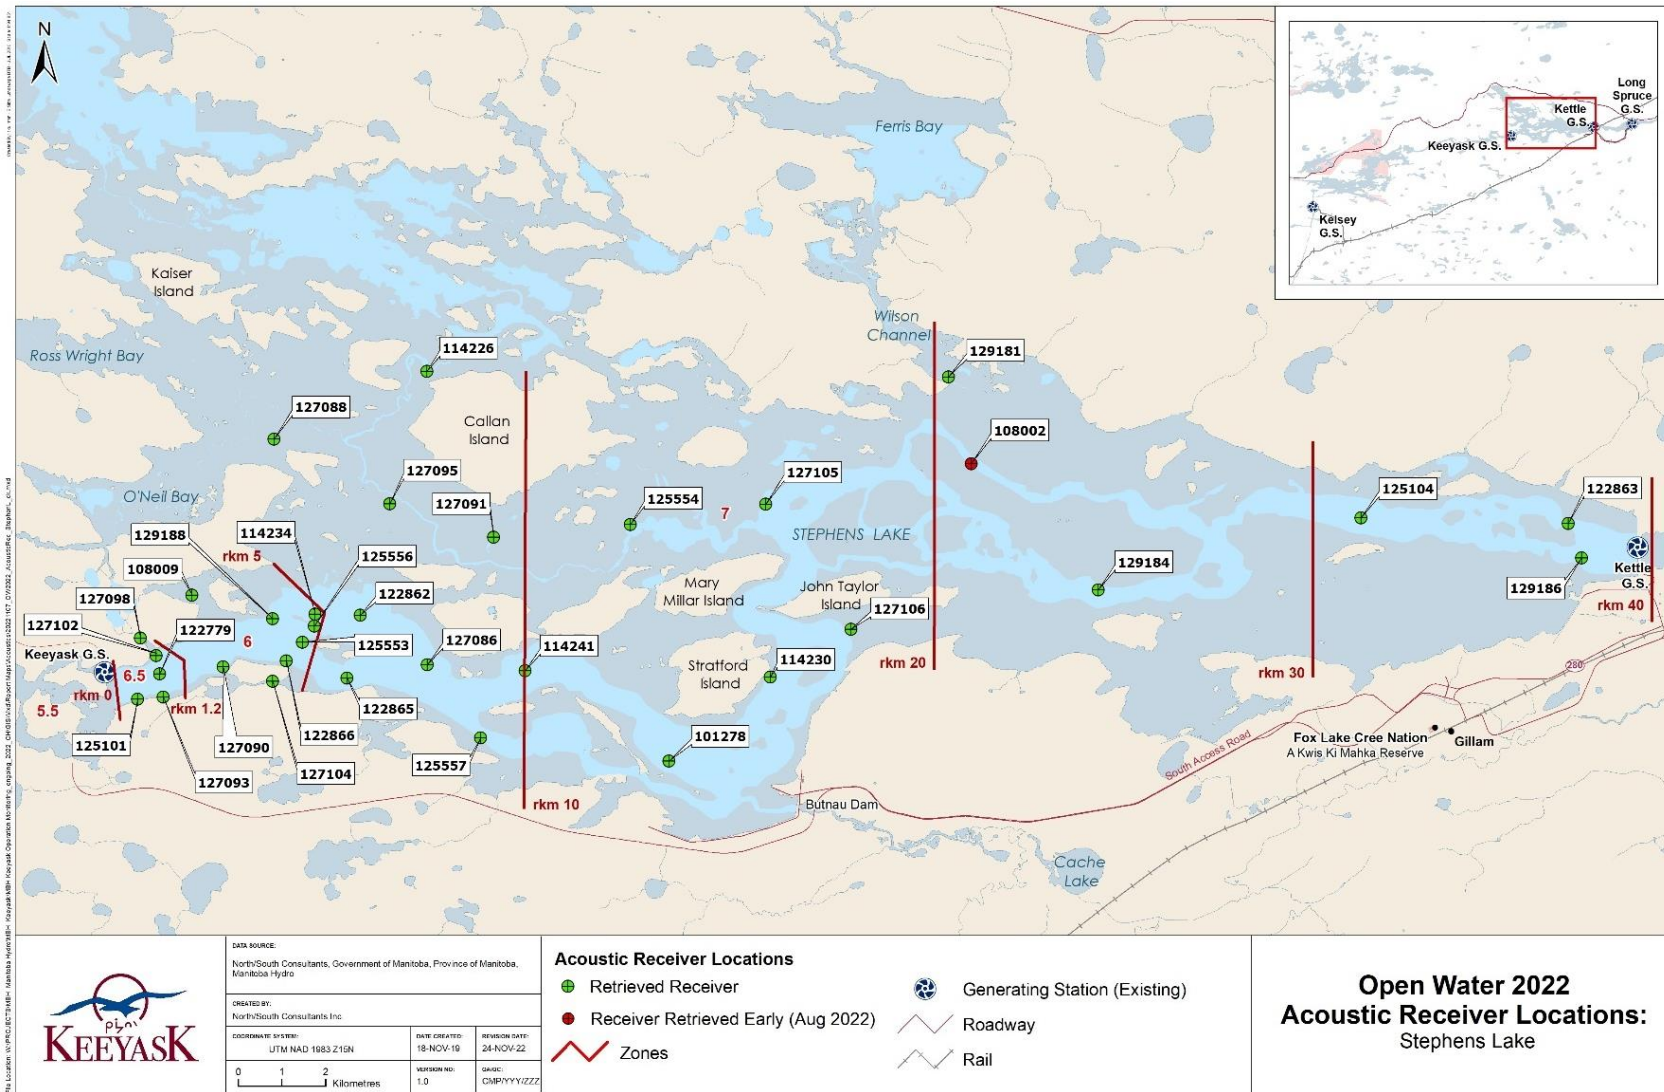 N
Ferris Bay
Kelsey
G.S.
Keeyask G.S.
Kettle
G.S.
Long
Spruce
G.S.
Kaiser
Island
Ross Wright Bay
Wilson
Channel
114226
129181
127088
Callan
Island
108002
127095
127105
O'Neil Bay
127091
125554
7
125104
122863
129188
114234
125556
STEPHENS LAKE
rkm 5
108009
122862
Mary
Millar Island
John Taylor
Island
129184
129186
Kettle
G.S.
rkm 40
127098
127102
122779
6
125553
127086
114241
127106
Keeyask G.S.
6.5
rkm 0
5.5
rkm 1.2
Stratford
Island
114230
rkm 20
rkm 30
280
125101
127093
127090
127104
122866
122865
125557
101278
rkm 10
South Access Road
Fox Lake Cree Nation
A Kwis Ki Mahka Reserve
Gillam
Butnau Dam
Cache
Lake
KEEYASK
DATA SOURCE:
North/South Consultants, Government of Manitoba, Province of Manitoba,
Manitoba Hydro
CREATED BY:
North/South Consultants Inc.
COORDINATE SYSTEM:
UTM NAD 1983 Z15N
DATE CREATED:
18-NOV-19
REVISION DATE:
24-NOV-22
0 1 2
Kilometres
VERSION NO:
1.0
QA/QC:
CMP/YYY/ZZZ
Acoustic Receiver Locations
Retrieved Receiver
Receiver Retrieved Early (Aug 2022)
Zones
Generating Station (Existing)
Roadway
Rail
Open Water 2022
Acoustic Receiver Locations:
Stephens Lake